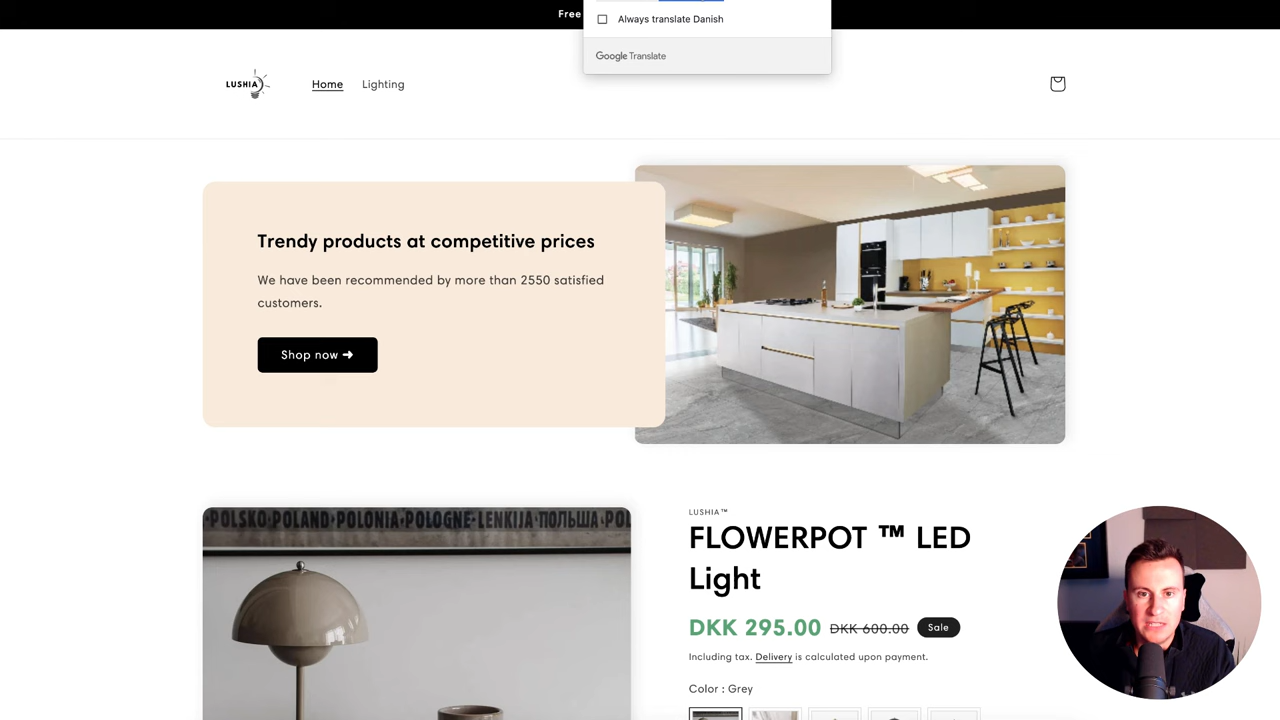 Free
Always translate Danish
Google Translate
LUSHIA
Home
Lighting
Trendy products at competitive prices
We have been recommended by more than 2550 satisfied
customers.
Shop now ➜
POLSKO·POLAND·POLONIA·POLOGNE·LENKIJA·ПОЛЬША·POL
LUSHIA™
FLOWERPOT ™ LED
Light
DKK 295.00 DKK 600.00 Sale
Including tax. Delivery is calculated upon payment.
Color : Grey